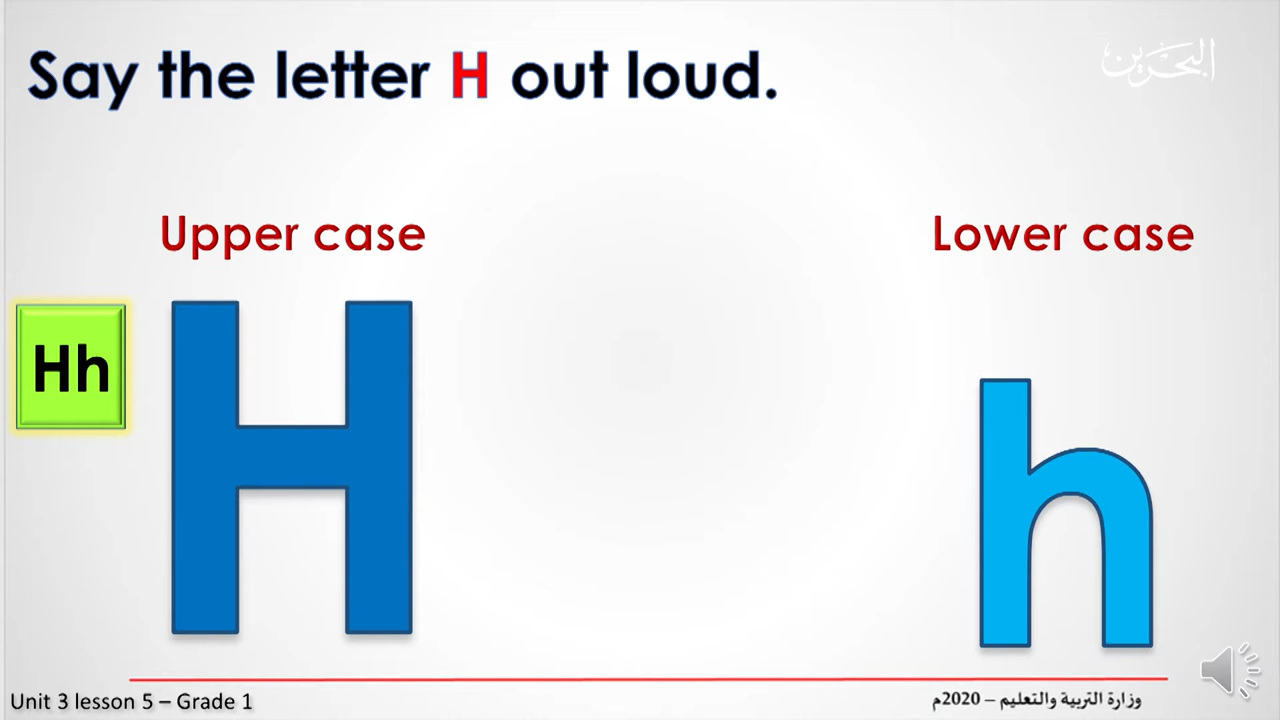 Say the letter H out loud.
البحرين
Upper case
Lower case
Hh
H
h
Unit 3 lesson 5 – Grade 1
وزارة التربية والتعليم – 2020م